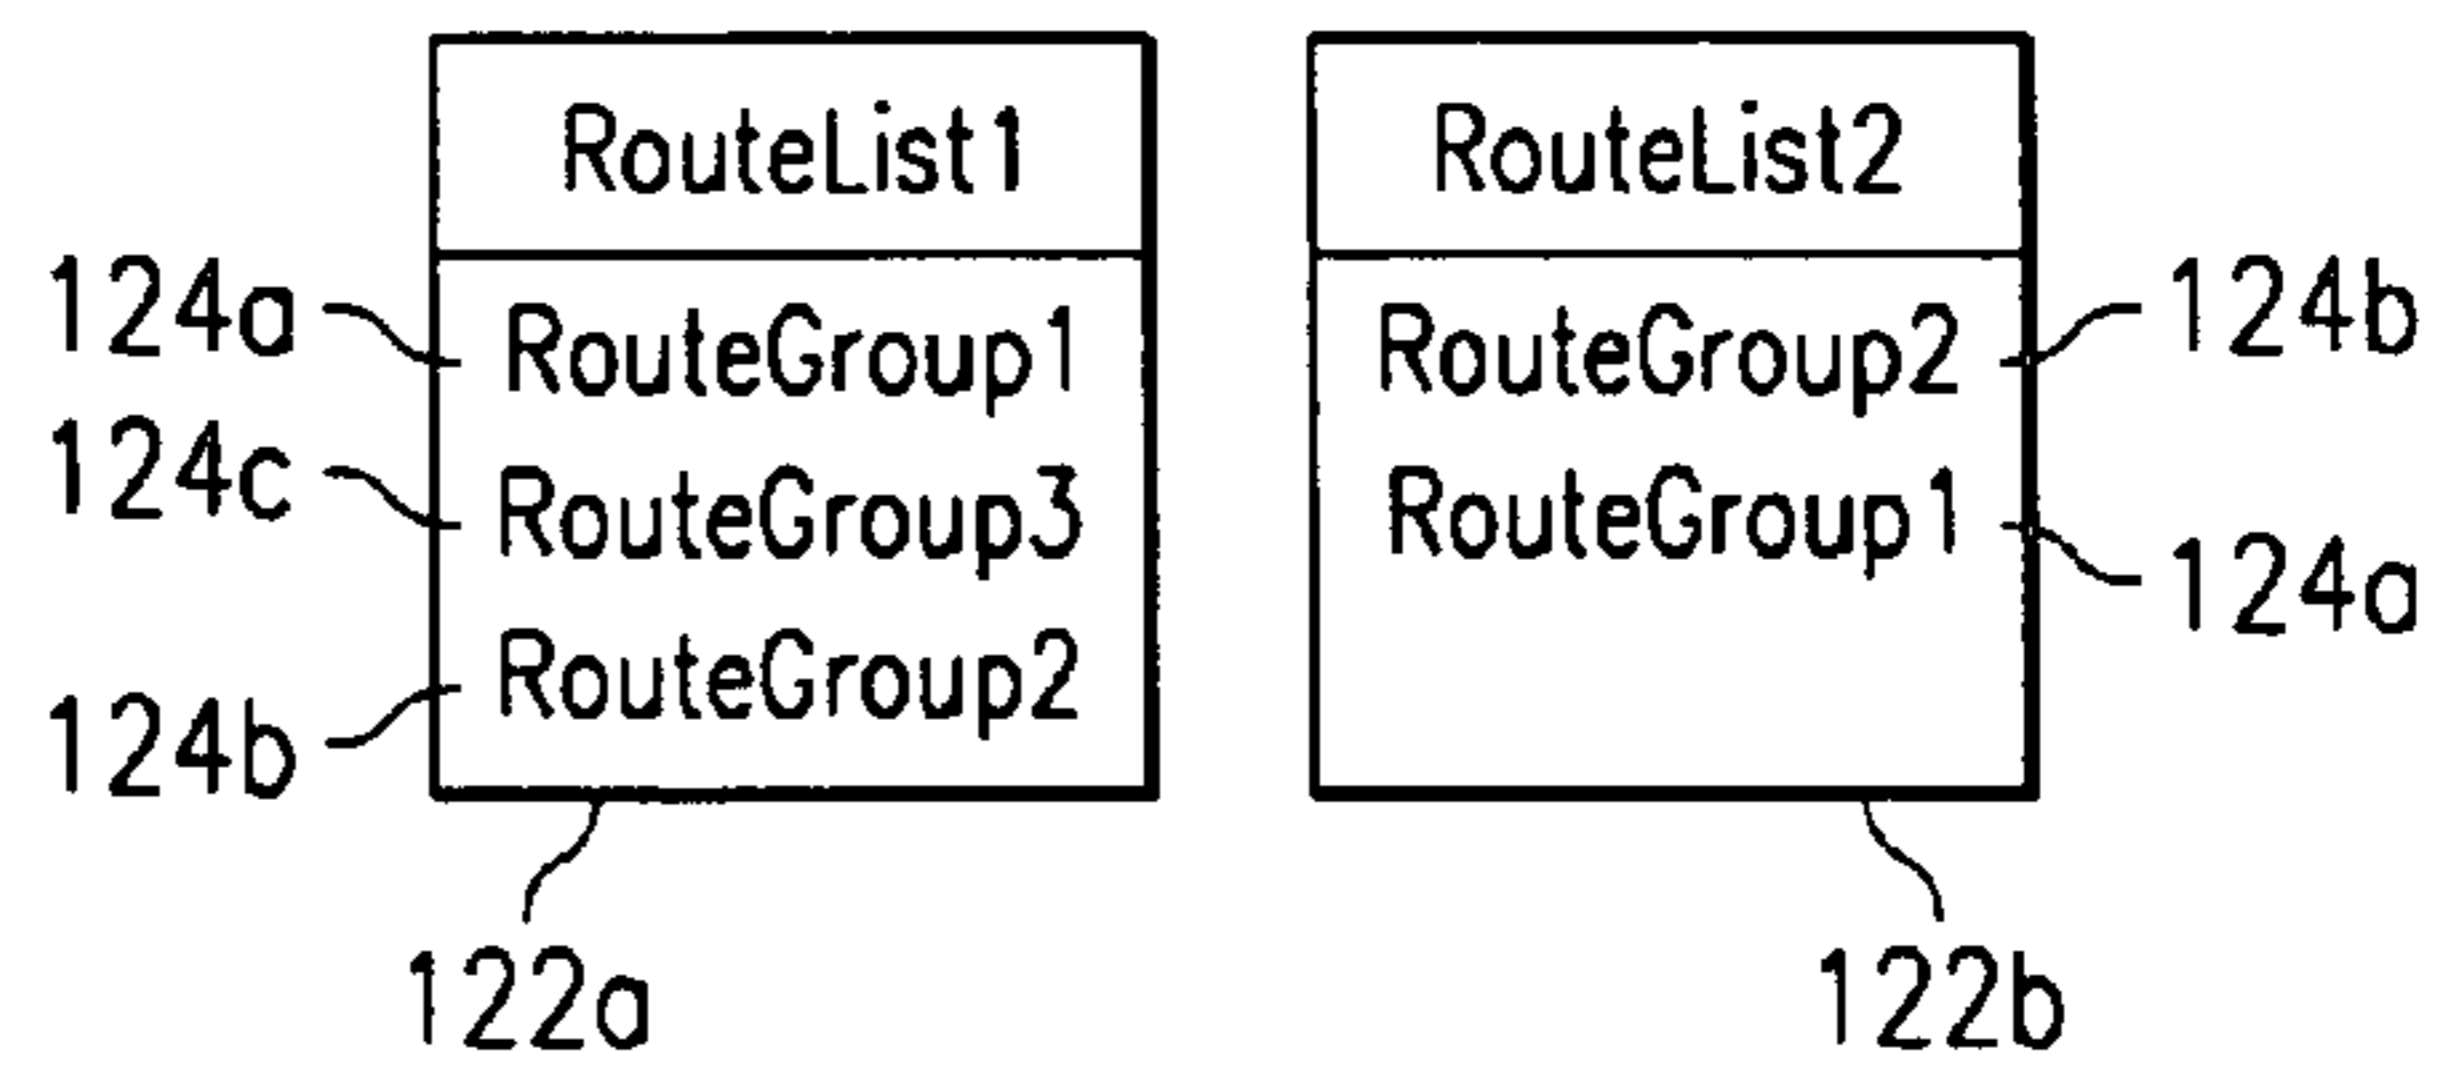 RouteList1
124a RouteGroup1
124c RouteGroup3
124b RouteGroup2
122a
RouteList2
RouteGroup2 124b
RouteGroup1 124a
122b